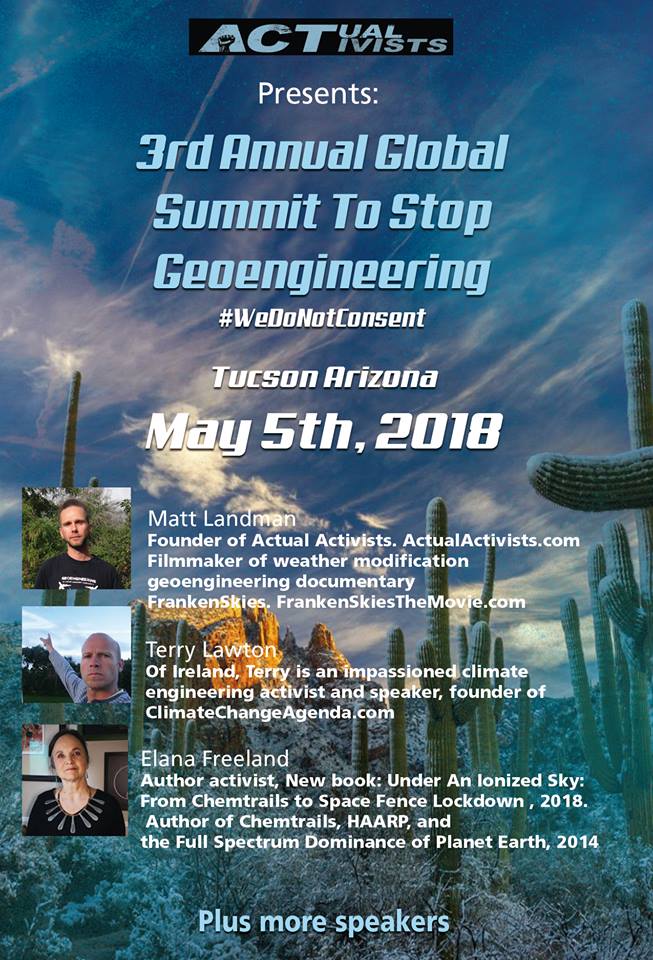 ACTUAL
IVISTS
Presents:
3rd Annual Global
Summit To Stop
Geoengineering
#WeDoNotConsent
Tucson Arizona
May 5th, 2018
Matt Landman
Founder of Actual Activists. ActualActivists.com
Filmmaker of weather modification
geoengineering documentary
FrankenSkies. FrankenSkiesTheMovie.com
Terry Lawton
Of Ireland, Terry is an impassioned climate
engineering activist and speaker, founder of
ClimateChangeAgenda.com
Elana Freeland
Author activist, New book: Under An Ionized Sky:
From Chemtrails to Space Fence Lockdown , 2018.
Author of Chemtrails, HAARP, and
the Full Spectrum Dominance of Planet Earth, 2014
Plus more speakers